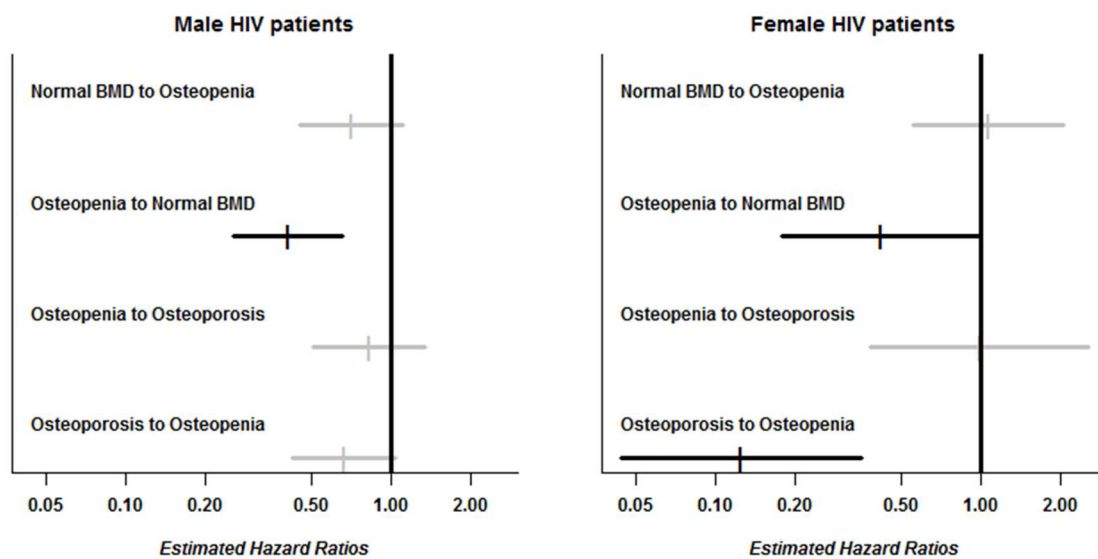 Male HIV patients
Normal BMD to Osteopenia
Osteopenia to Normal BMD
Osteopenia to Osteoporosis
Osteoporosis to Osteopenia
0.05 0.10 0.20 0.50 1.00 2.00
Estimated Hazard Ratios
Female HIV patients
Normal BMD to Osteopenia
Osteopenia to Normal BMD
Osteopenia to Osteoporosis
Osteoporosis to Osteopenia
0.05 0.10 0.20 0.50 1.00 2.00
Estimated Hazard Ratios